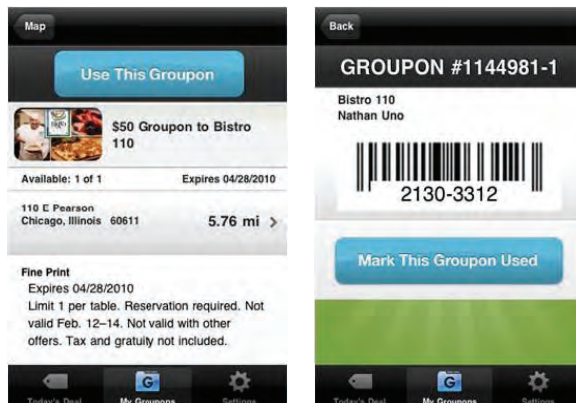 Map
Use This Groupon
$50 Groupon to Bistro
110
Available: 1 of 1
Expires 04/28/2010
110 E Pearson
Chicago, Illinois 60611
5.76 mi >
Fine Print
Expires 04/28/2010
Limit 1 per table. Reservation required. Not
valid Feb. 12–14. Not valid with other
offers. Tax and gratuity not included.
G
Today's Deal
My Groupons
Settings
Back
GROUPON #1144981-1
Bistro 110
Nathan Uno
2130-3312
Mark This Groupon Used
G
Today's Deal
My Groupons
Settings